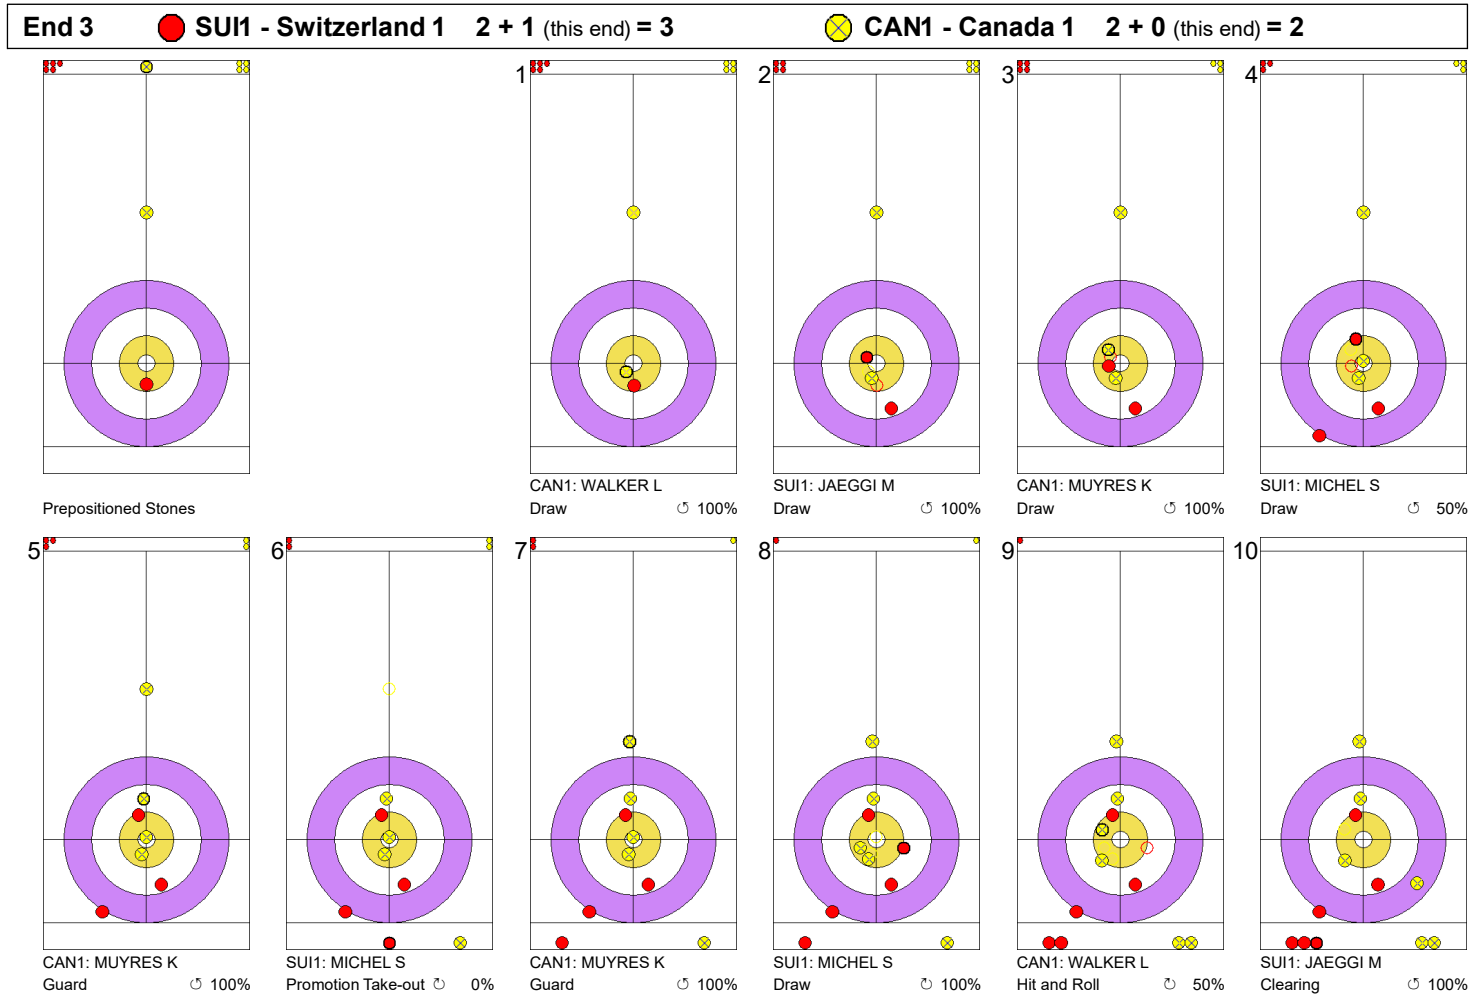 End 3 SUI1 - Switzerland 1 2 + 1 (this end) = 3 CAN1 - Canada 1 2 + 0 (this end) = 2
1 2 3 4
CAN1: WALKER L SUI1: JAEGGI M CAN1: MUYRES K SUI1: MICHEL S
Prepositioned Stones Draw ↺ 100% Draw ↺ 100% Draw ↺ 100% Draw ↺ 50%
5 6 7 8 9 10
CAN1: MUYRES K SUI1: MICHEL S CAN1: MUYRES K SUI1: MICHEL S CAN1: WALKER L SUI1: JAEGGI M
Guard ↺ 100% Promotion Take-out ↻ 0% Guard ↺ 100% Draw ↺ 100% Hit and Roll ↻ 50% Clearing ↺ 100%